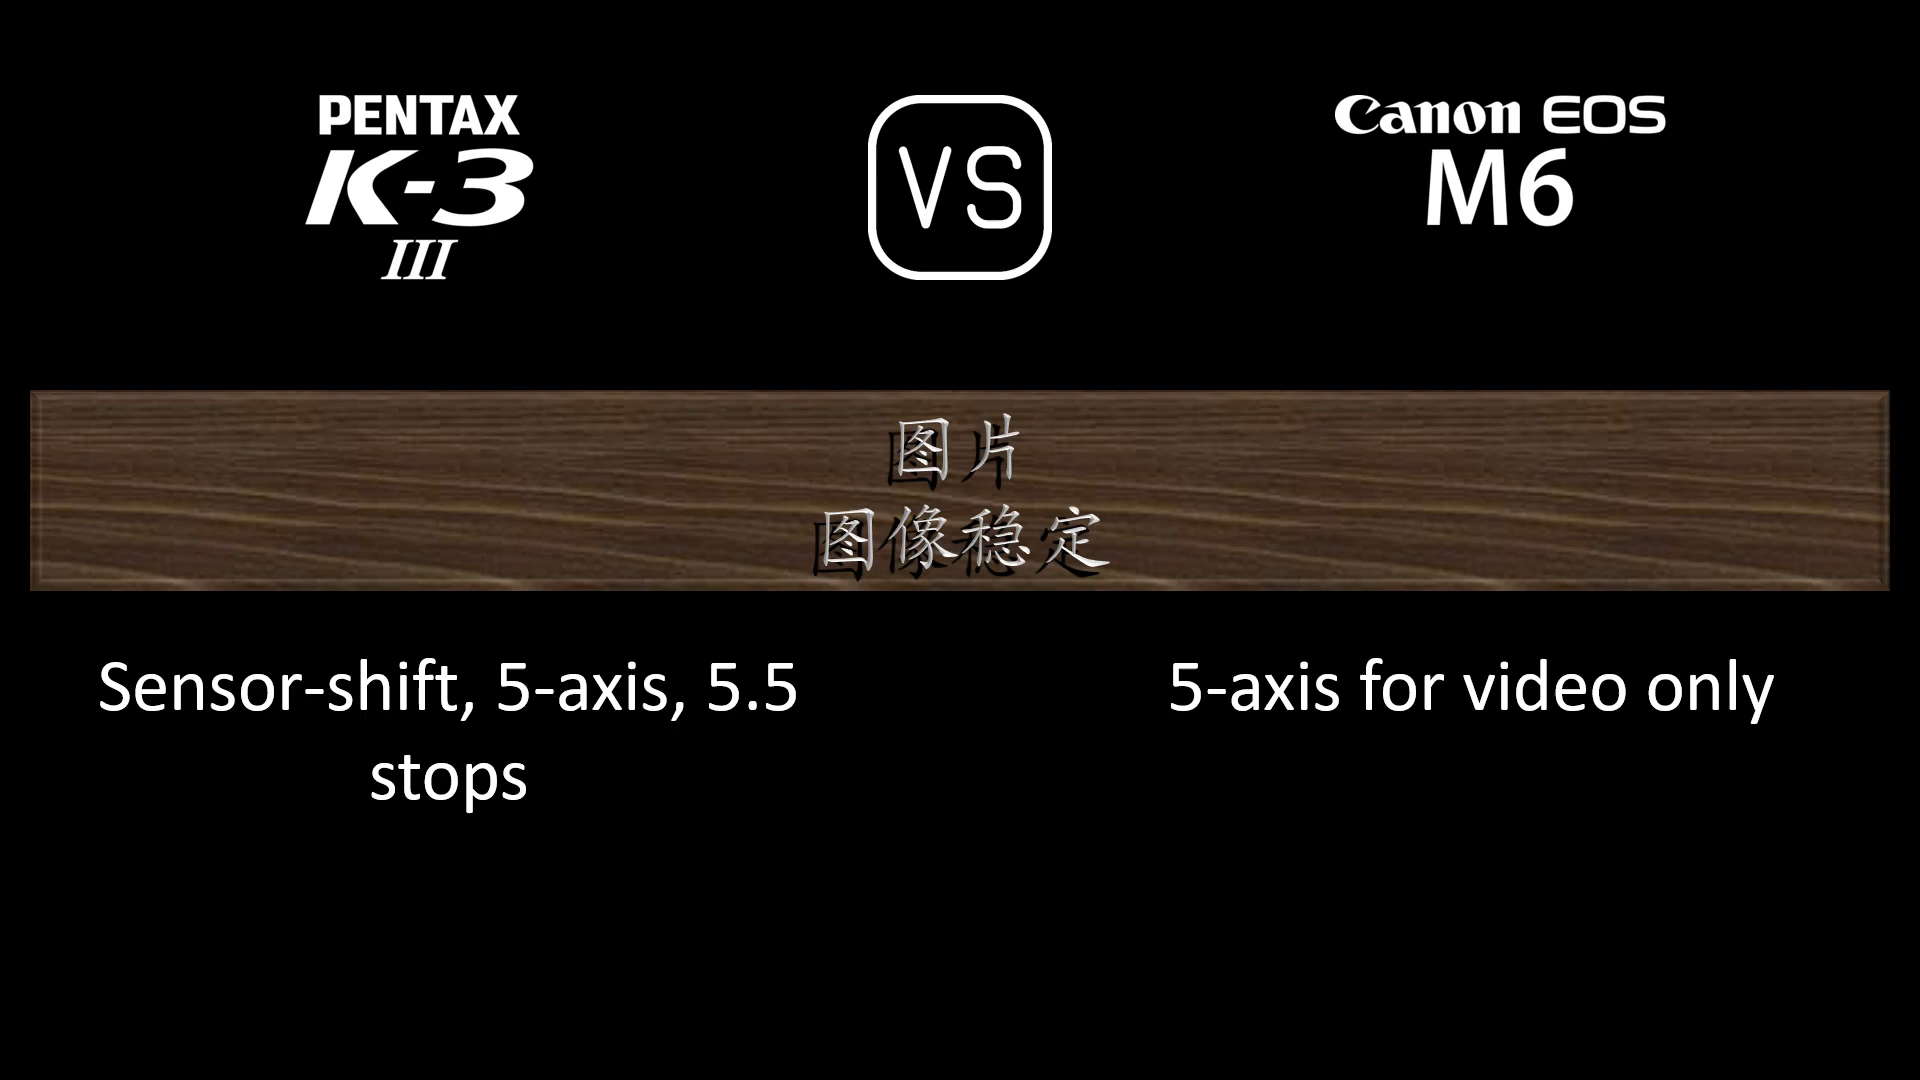 PENTAX
K-3
III
VS
Canon EOS
M6
图片
图像稳定
Sensor-shift, 5-axis, 5.5
stops
5-axis for video only